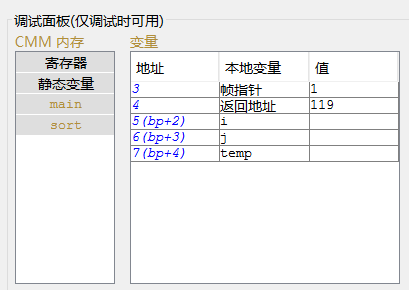 调试面板(仅调试时可用)
CMM 内存
变量
寄存器
静态变量
main
sort
地址 本地变量 值
3 帧指针 1
4 返回地址 119
5(bp+2) i
6(bp+3) j
7(bp+4) temp